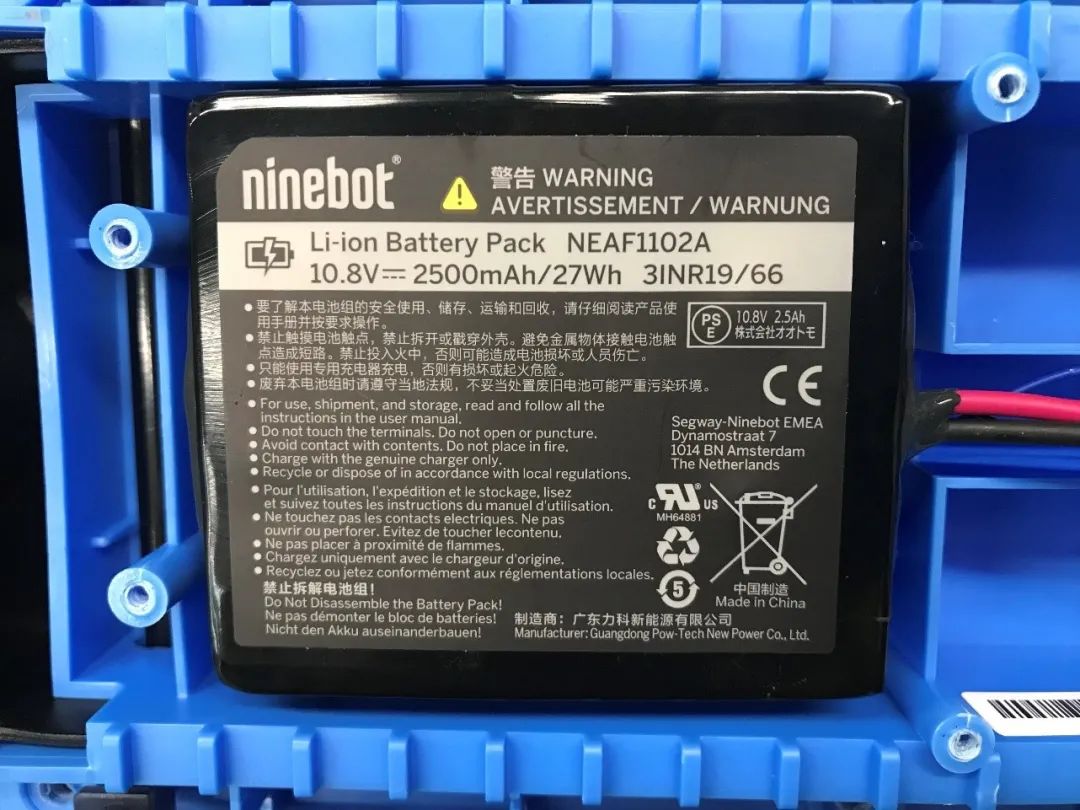 ninebot®
警告 WARNING
AVERTISSEMENT / WARNUNG
Li-ion Battery Pack NEAF1102A
10.8V⎓ 2500mAh/27Wh 3INR19/66
● 要了解本电池组的安全使用、储存、运输和回收，请仔细阅读产品使
用手册并按要求操作。
● 禁止触摸电池触点，禁止拆开或戳穿外壳。避免金属物体接触电池触
点造成短路。禁止投入火中，否则可能造成电池损坏或人员伤亡。
● 只能使用专用充电器充电，否则有损坏或起火危险。
● 废弃本电池组时请遵守当地法规，不妥当处置废旧电池可能严重污染环境。
PS
E
10.8V 2.5Ah
株式会社オオトモ
CE
● For use, shipment, and storage, read and follow all the
instructions in the user manual.
● Do not touch the terminals. Do not open or puncture.
● Avoid contact with contents. Do not place in fire.
● Charge with the genuine charger only.
● Recycle or dispose of in accordance with local regulations.
Segway-Ninebot EMEA
Dynamostraat 7
1014 BN Amsterdam
The Netherlands
● Pour l'utilisation, l'expédition et le stockage, lisez
et suivez toutes les instructions du manuel d'utilisation.
● Ne touchez pas les contacts électriques. Ne pas
ouvrir ou perforer. Evitez de toucher lecontenu.
● Ne pas placer à proximité de flammes.
● Chargez uniquement avec le chargeur d'origine.
● Recyclez ou jetez conformément aux réglementations locales.
c RU® US
MH64881
5
中国制造
Made in China
禁止拆解电池组!
Do Not Disassemble the Battery Pack!
Ne pas démonter le bloc de batteries!
Nicht den Akku auseinanderbauen!
制造商：广东力科新能源有限公司
Manufacturer: Guangdong Pow-Tech New Power Co., Ltd.